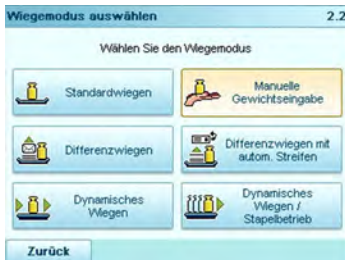 Wiegemodus auswählen 2.2
Wählen Sie den Wiegemodus
Standardwiegen
Manuelle
Gewichtseingabe
Differenzwiegen
Differenzwiegen mit
autom. Streifen
Dynamisches
Wiegen
Dynamisches
Wiegen /
Stapelbetrieb
Zurück